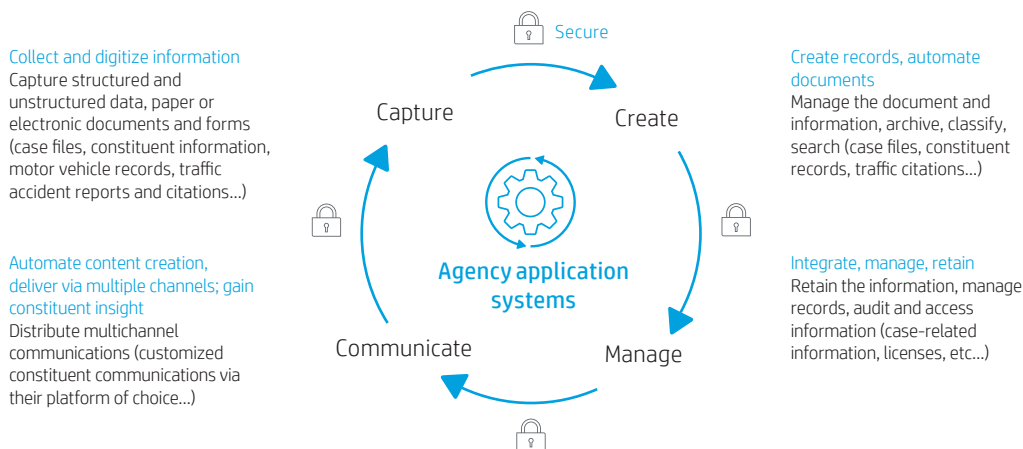 Secure
Collect and digitize information
Capture structured and
unstructured data, paper or
electronic documents and forms
(case files, constituent information,
motor vehicle records, traffic
accident reports and citations...)
Capture
Create
Create records, automate
documents
Manage the document and
information, archive, classify,
search (case files, constituent
records, traffic citations...)
Agency application
systems
Automate content creation,
deliver via multiple channels; gain
constituent insight
Distribute multichannel
communications (customized
constituent communications via
their platform of choice...)
Communicate
Manage
Integrate, manage, retain
Retain the information, manage
records, audit and access
information (case-related
information, licenses, etc...)